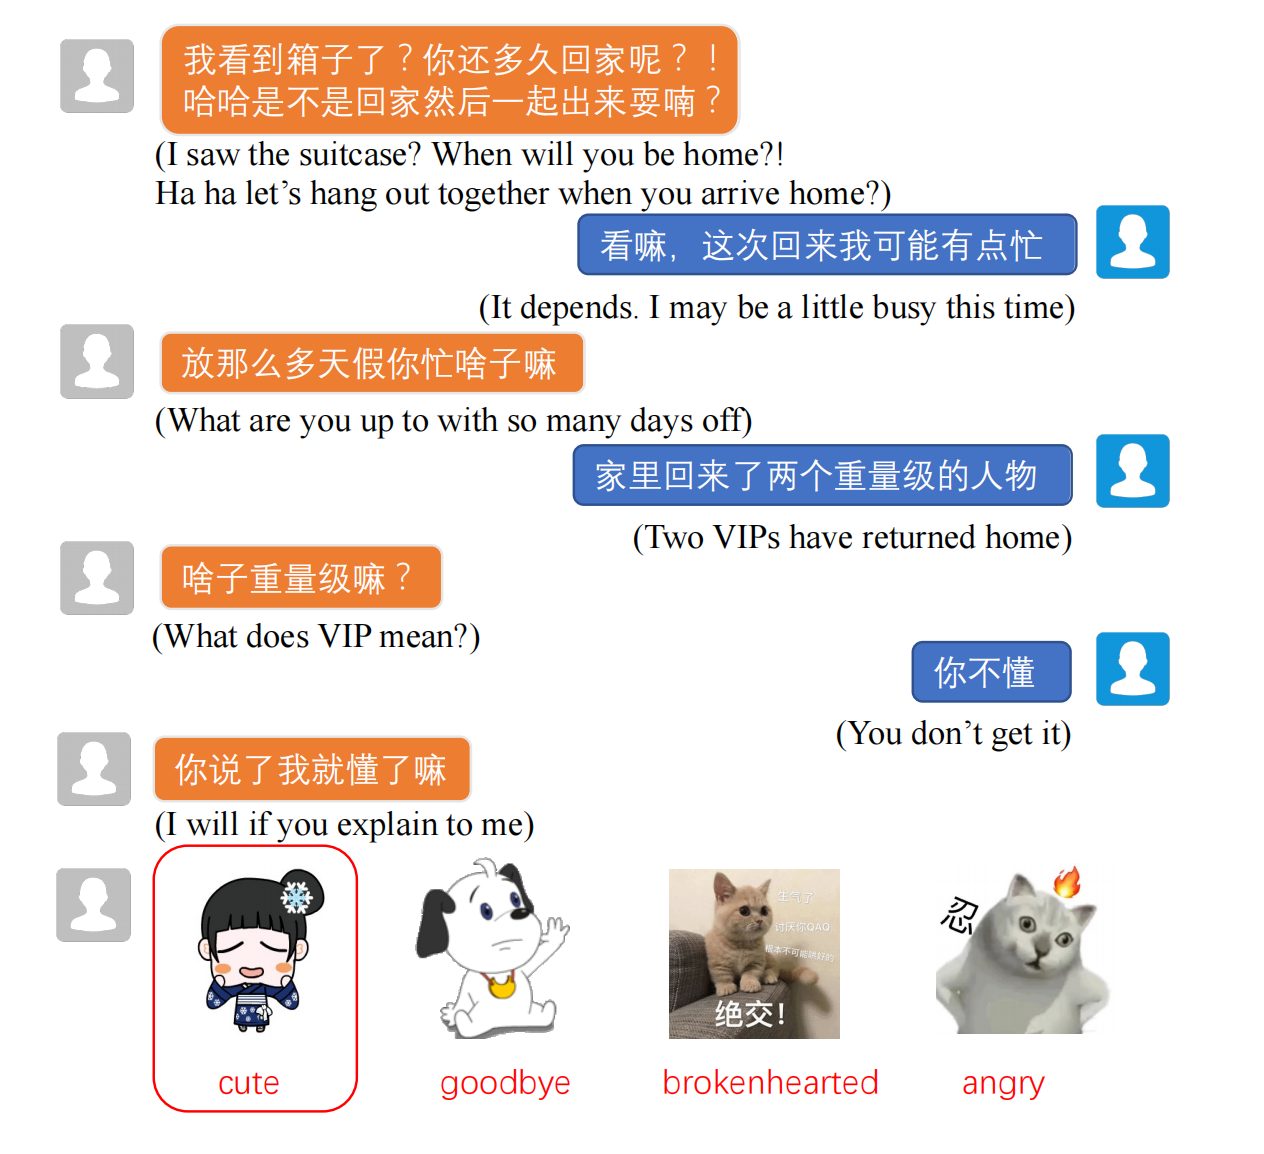 我看到箱子了？你还多久回家呢？！
哈哈是不是回家然后一起出来耍喃？
(I saw the suitcase? When will you be home?!
Ha ha let’s hang out together when you arrive home?)
看嘛，这次回来我可能有点忙
(It depends. I may be a little busy this time)
放那么多天假你忙啥子嘛
(What are you up to with so many days off)
家里回来了两个重量级的人物
(Two VIPs have returned home)
啥子重量级嘛？
(What does VIP mean?)
你不懂
(You don’t get it)
你说了我就懂了嘛
(I will if you explain to me)
生气了
讨厌你QAQ
根本不可能哄好的
绝交!
忍
cute
goodbye
brokenhearted
angry